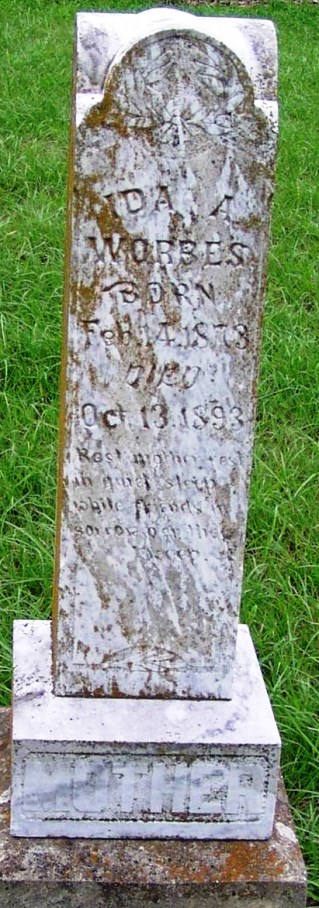 IDA. A
WORBES
BORN
Feb. 14. 1873
DIED
Oct. 13. 1893
Rest mother rest
in quiet sleep
while friends in
sorrow o'er thee
weep
MOTHER